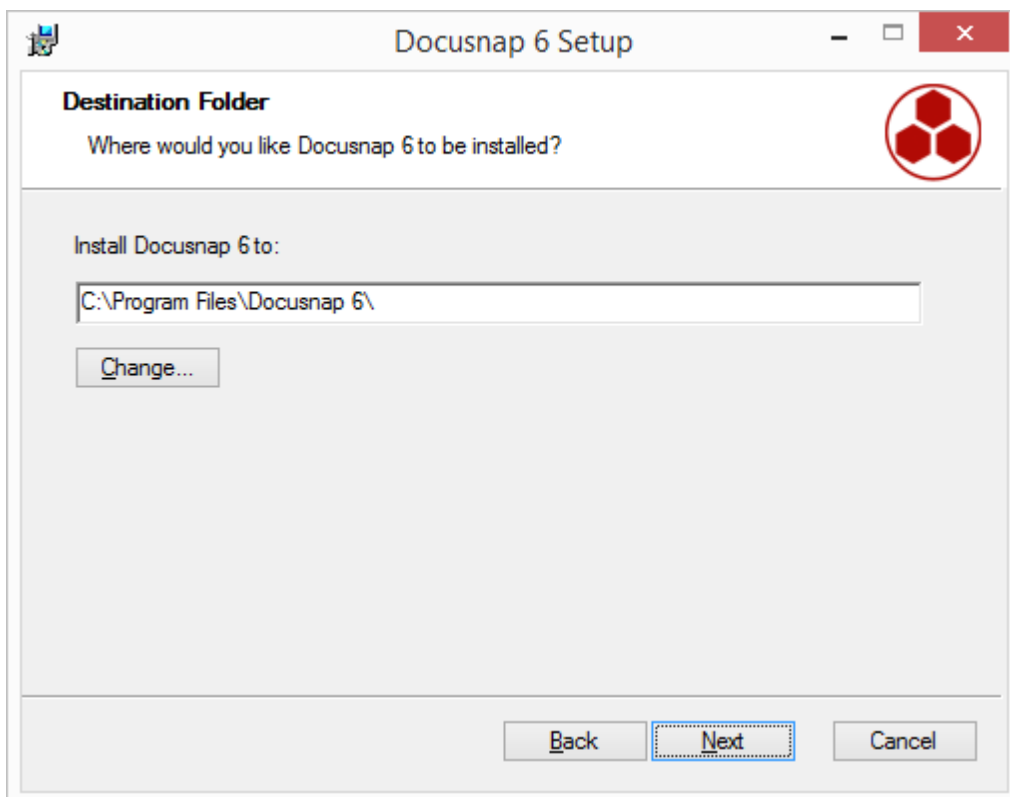 Docusnap 6 Setup
Destination Folder
Where would you like Docusnap 6 to be installed?
Install Docusnap 6 to:
C:\Program Files\Docusnap 6\
Change...
Back
Next
Cancel